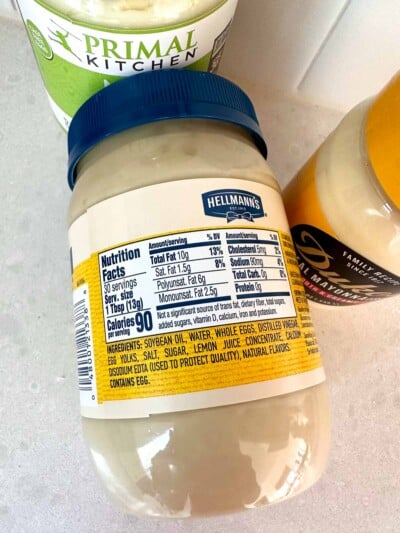 PRIMAL
KITCHEN
HELLMANN'S
Nutrition
Facts
30 servings
Serv. size
1 Tbsp (13g)
Calories 90
per serving
Amount/serving % DV
Total Fat 10g 13%
Sat. Fat 1.5g 8%
Polyunsat. Fat 6g
Monounsat. Fat 2.5g
Amount/serving % DV
Cholesterol 5mg 2%
Sodium 90mg 4%
Total Carb. 0g 0%
Protein 0g
Not a significant source of trans fat, dietary fiber, total sugars,
added sugars, vitamin D, calcium, iron and potassium.
INGREDIENTS: SOYBEAN OIL, WATER, WHOLE EGGS, DISTILLED VINEGAR,
EGG YOLKS, SALT, SUGAR, LEMON JUICE CONCENTRATE, CALCIUM
DISODIUM EDTA (USED TO PROTECT QUALITY), NATURAL FLAVORS.
CONTAINS EGG.
FAMILY RECIPE